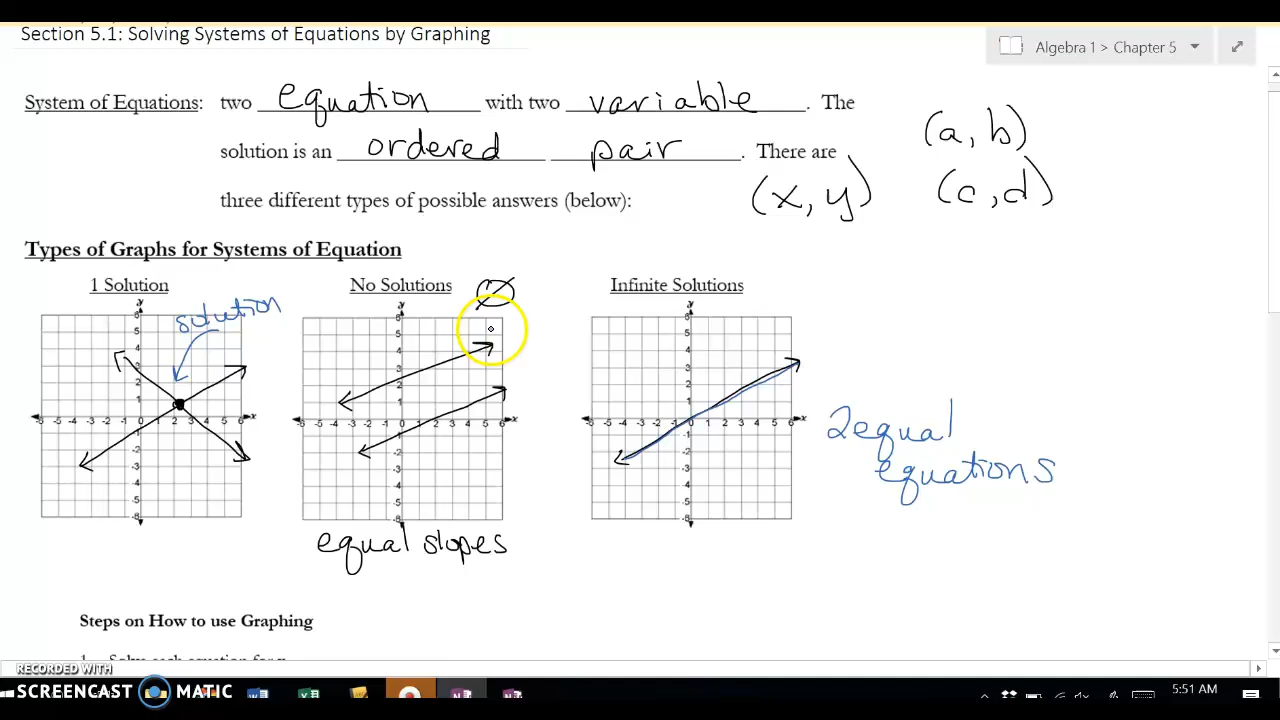 Section 5.1: Solving Systems of Equations by Graphing
Algebra 1 > Chapter 5
System of Equations: two equation with two variable. The
solution is an ordered pair. There are
three different types of possible answers (below):
(x, y)
(a, b)
(c, d)
Types of Graphs for Systems of Equation
1 Solution
solution
No Solutions
∅
equal slopes
Infinite Solutions
2 equal
equations
Steps on How to use Graphing
RECORDED WITH
SCREENCAST MATIC
5:51 AM